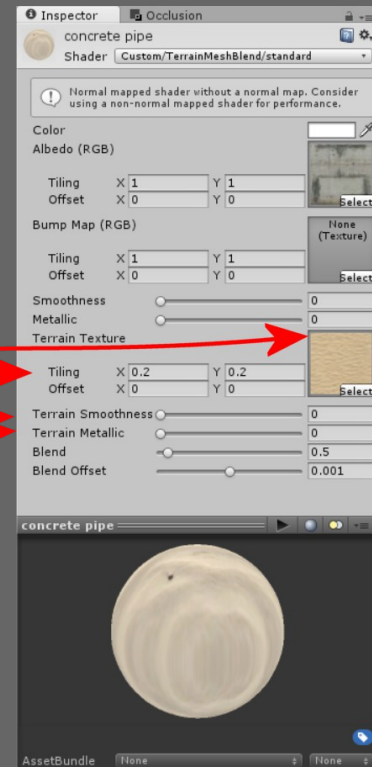 Inspector Occlusion
concrete pipe
Shader Custom/TerrainMeshBlend/standard
Normal mapped shader without a normal map. Consider
using a non-normal mapped shader for performance.
Color
Albedo (RGB)
Tiling X 1 Y 1
Offset X 0 Y 0
Select
Bump Map (RGB)
None
(Texture)
Tiling X 1 Y 1
Offset X 0 Y 0
Select
Smoothness 0
Metallic 0
Terrain Texture
Tiling X 0.2 Y 0.2
Offset X 0 Y 0
Select
Terrain Smoothness 0
Terrain Metallic 0
Blend 0.5
Blend Offset 0.001
concrete pipe
AssetBundle None None